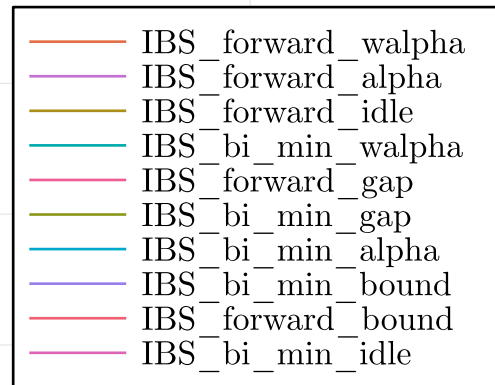 IBS_forward_walpha
IBS_forward_alpha
IBS_forward_idle
IBS_bi_min_walpha
IBS_forward_gap
IBS_bi_min_gap
IBS_bi_min_alpha
IBS_bi_min_bound
IBS_forward_bound
IBS_bi_min_idle